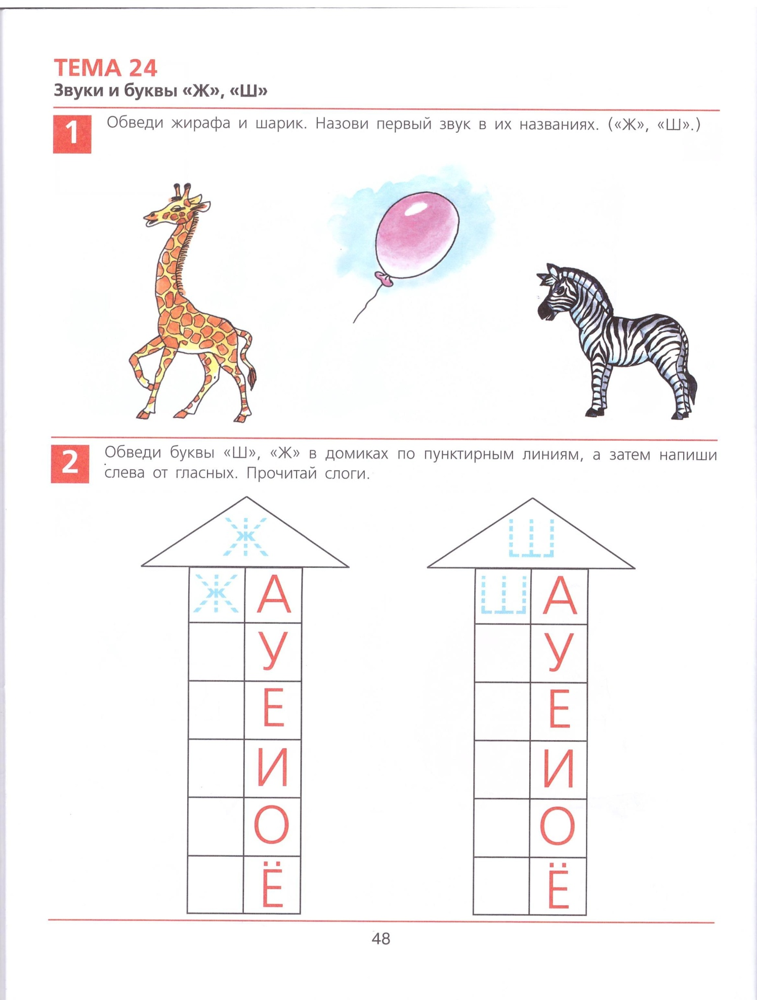 ТЕМА 24
Звуки и буквы «Ж», «Ш»
1 Обведи жирафа и шарик. Назови первый звук в их названиях. («Ж», «Ш».)
2 Обведи буквы «Ш», «Ж» в домиках по пунктирным линиям, а затем напиши
слева от гласных. Прочитай слоги.
Ж
Ж А
У
Е
И
О
Ё
Ш
Ш А
У
Е
И
О
Ё
48